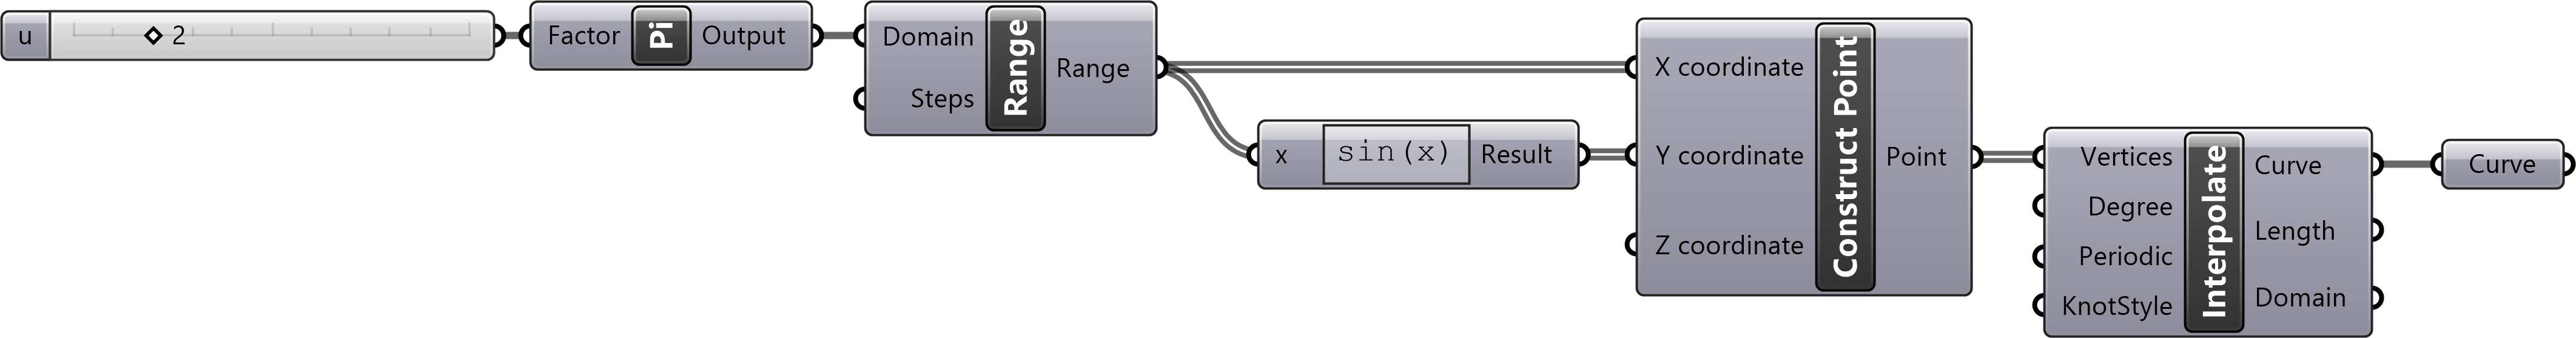 u 2
Factor Pi Output
Domain
Steps
Range
Range
x sin(x) Result
X coordinate
Y coordinate
Z coordinate
Construct Point
Point
Vertices
Degree
Periodic
KnotStyle
Interpolate
Curve
Length
Domain
Curve